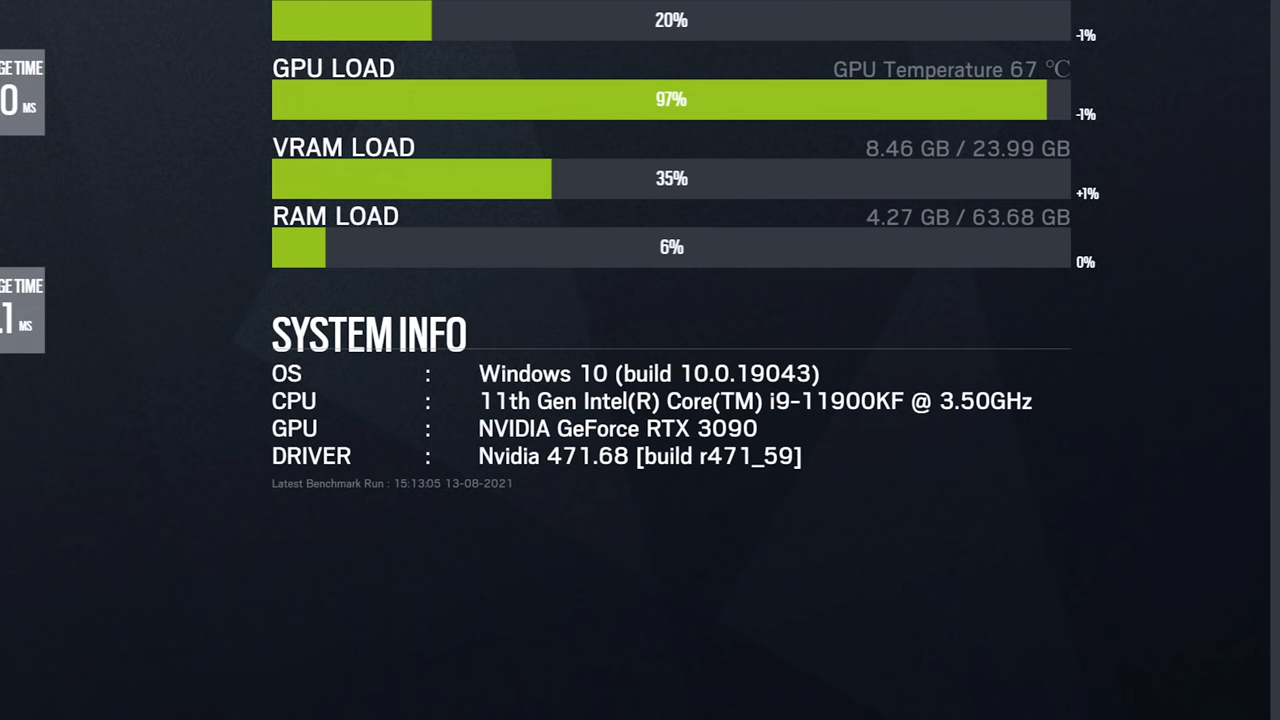 20%
-1%
GPU LOAD GPU Temperature 67 °C
97%
-1%
VRAM LOAD 8.46 GB / 23.99 GB
35%
+1%
RAM LOAD 4.27 GB / 63.68 GB
6%
0%
GE TIME
0 MS
GE TIME
.1 MS
SYSTEM INFO
OS : Windows 10 (build 10.0.19043)
CPU : 11th Gen Intel(R) Core(TM) i9-11900KF @ 3.50GHz
GPU : NVIDIA GeForce RTX 3090
DRIVER : Nvidia 471.68 [build r471_59]
Latest Benchmark Run : 15:13:05 13-08-2021